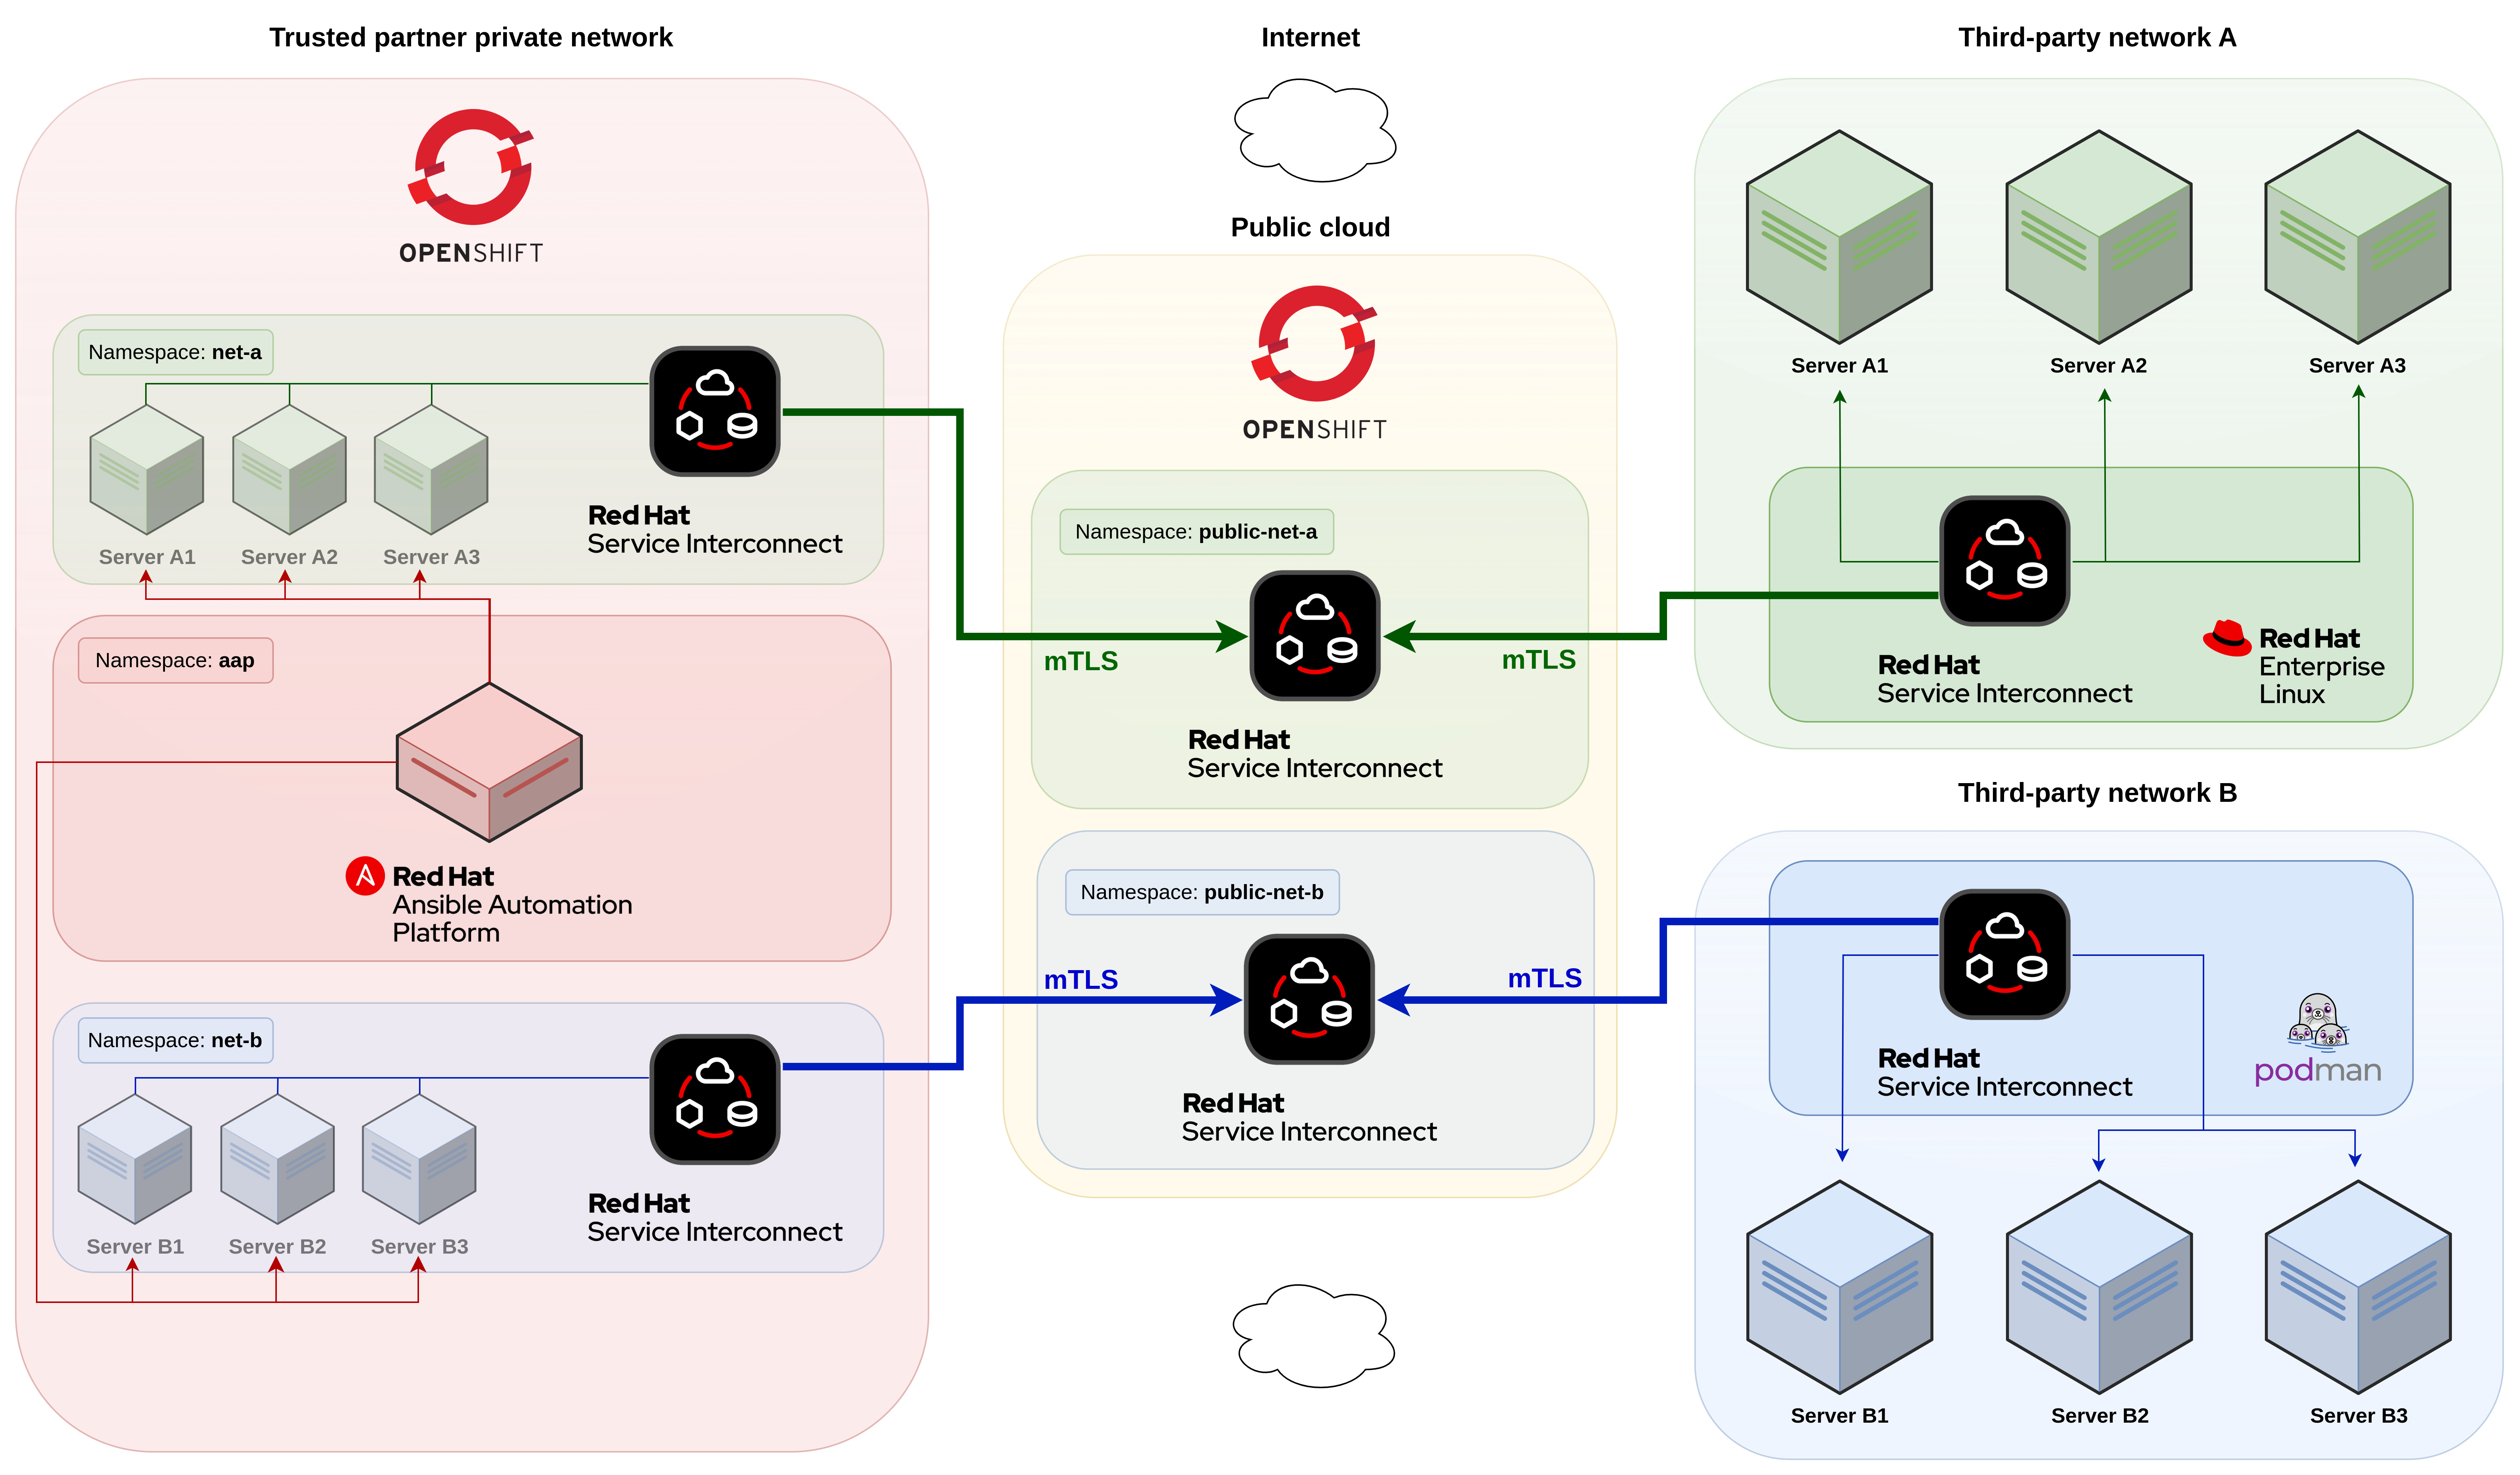 Trusted partner private network
OPENSHIFT
Namespace: net-a
Server A1
Server A2
Server A3
Red Hat
Service Interconnect
Namespace: aap
Red Hat
Ansible Automation
Platform
Namespace: net-b
Server B1
Server B2
Server B3
Red Hat
Service Interconnect
Internet
Public cloud
OPENSHIFT
Namespace: public-net-a
mTLS
mTLS
Red Hat
Service Interconnect
Namespace: public-net-b
mTLS
mTLS
Red Hat
Service Interconnect
Third-party network A
Server A1
Server A2
Server A3
Red Hat
Service Interconnect
Red Hat
Enterprise
Linux
Third-party network B
Red Hat
Service Interconnect
podman
Server B1
Server B2
Server B3